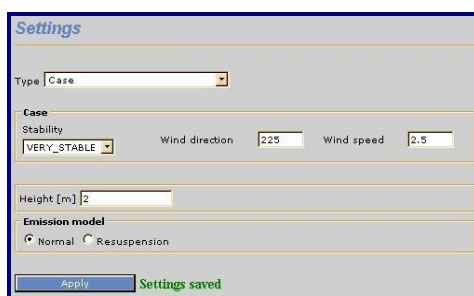 Settings
Type Case
Case
Stability
VERY_STABLE Wind direction 225 Wind speed 2.5
Height [m] 2
Emission model
Normal Resuspension
Apply Settings saved